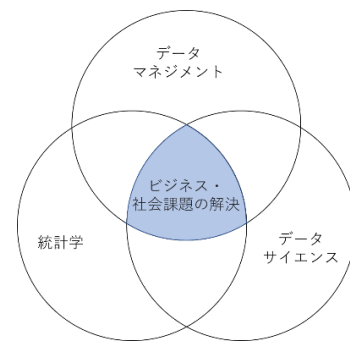 データ
マネジメント
ビジネス・
社会課題の解決
統計学
データ
サイエンス